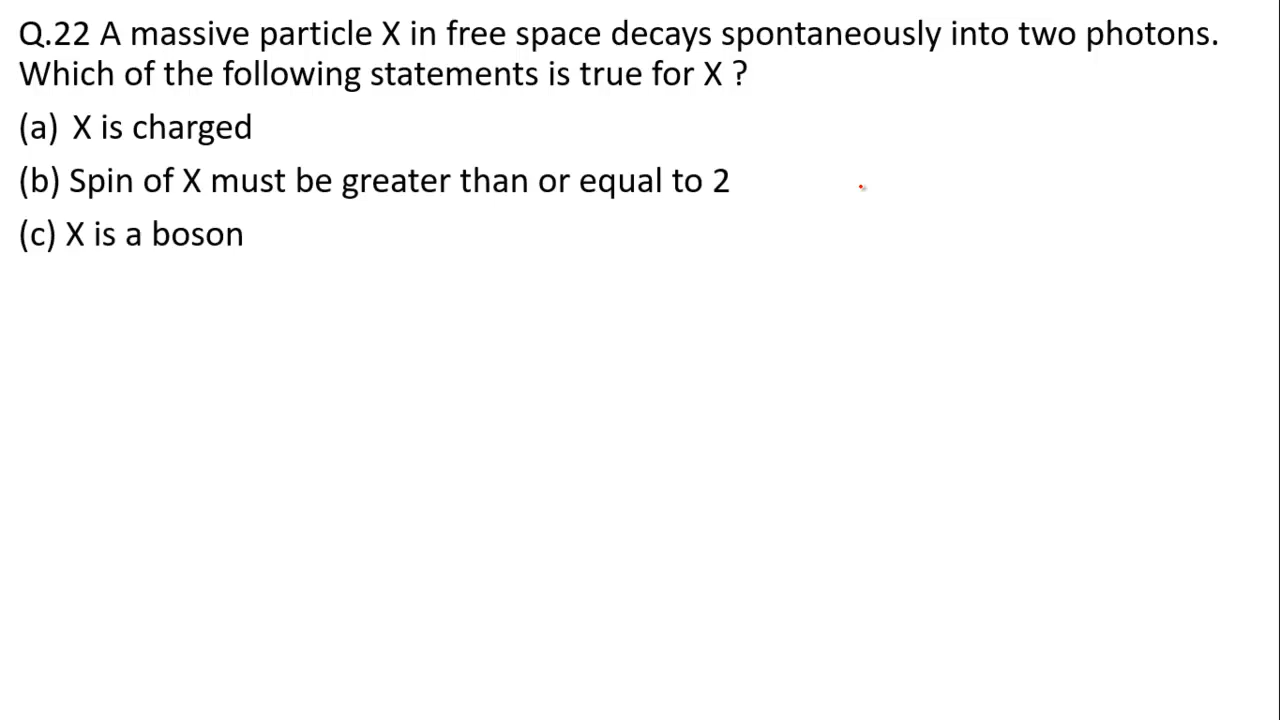 Q.22 A massive particle X in free space decays spontaneously into two photons.
Which of the following statements is true for X ?
(a) X is charged
(b) Spin of X must be greater than or equal to 2
(c) X is a boson